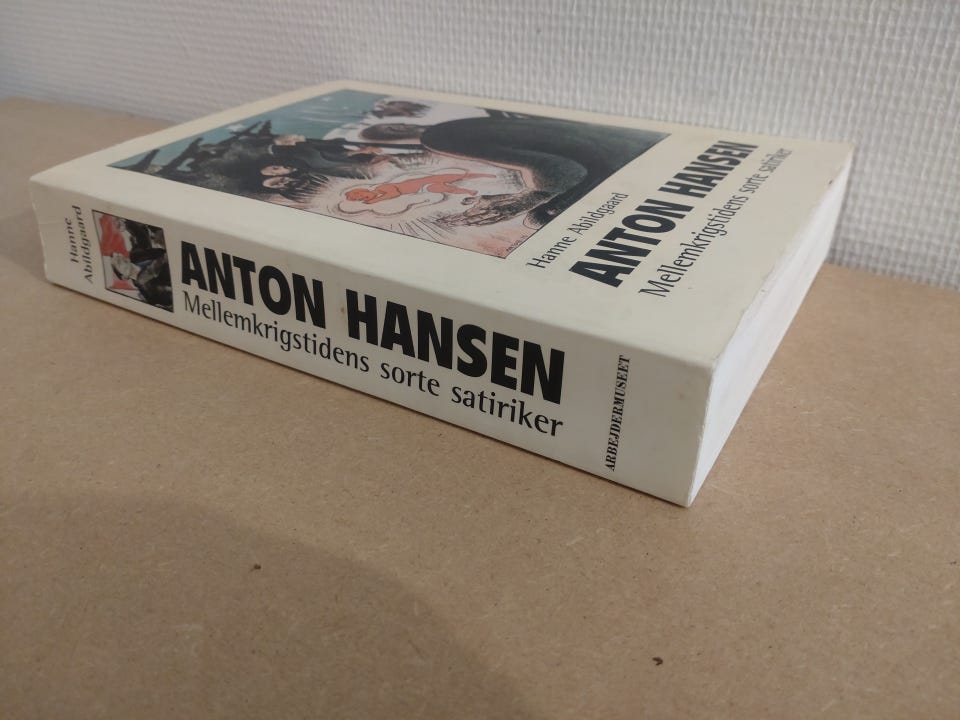 Hanne Abildgaard
ANTON HANSEN
Mellemkrigstidens sorte satiriker
Hanne
Abildgaard
ANTON HANSEN
Mellemkrigstidens sorte satiriker
ARBEJDERMUSEET